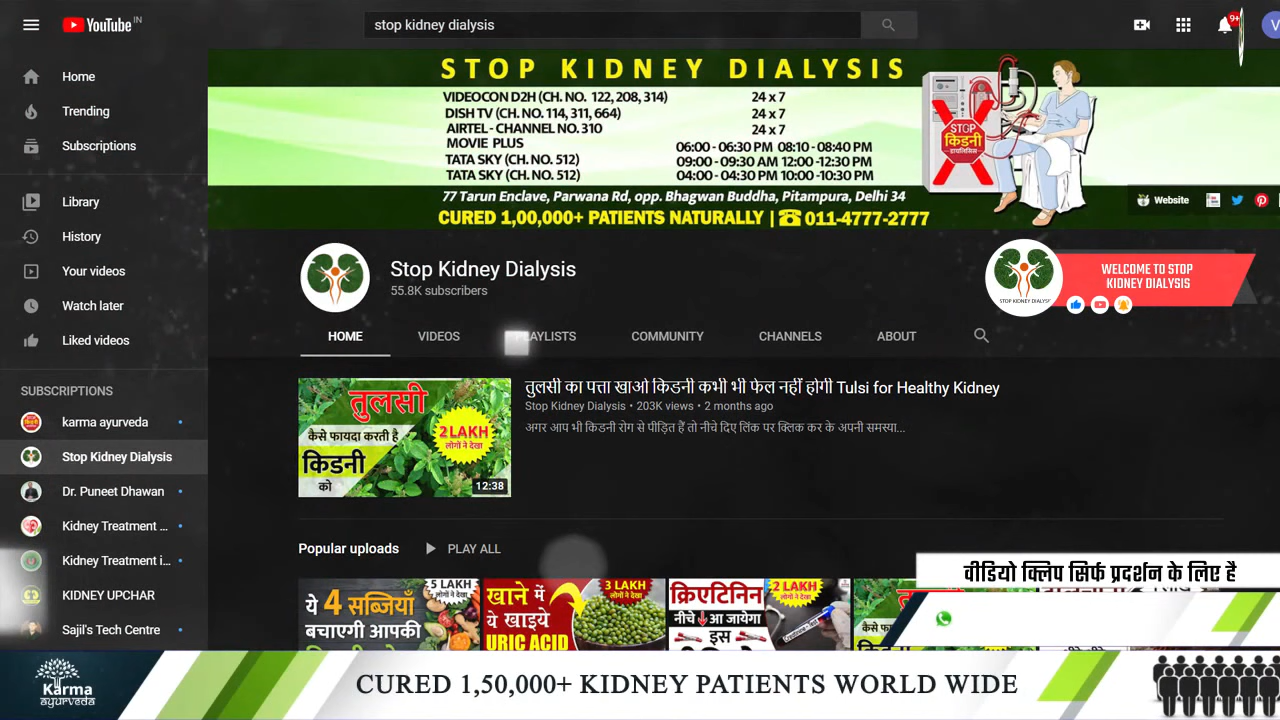 YouTube IN
stop kidney dialysis
9+
V
Home
Trending
Subscriptions
Library
History
Your videos
Watch later
Liked videos
SUBSCRIPTIONS
karma ayurveda
Stop Kidney Dialysis
Dr. Puneet Dhawan
Kidney Treatment ...
Kidney Treatment i...
KIDNEY UPCHAR
Sajil's Tech Centre
STOP KIDNEY DIALYSIS
VIDEOCON D2H (CH. NO. 122, 208, 314) 24 x 7
DISH TV (CH. NO. 114, 311, 664) 24 x 7
AIRTEL - CHANNEL NO. 310 24 x 7
MOVIE PLUS 06:00 - 06:30 PM 08:10 - 08:40 PM
TATA SKY (CH. NO. 512) 09:00 - 09:30 AM 12:00 -12:30 PM
TATA SKY (CH. NO. 512) 04:00 - 04:30 PM 10:00 -10:30 PM
77 Tarun Enclave, Parwana Rd, opp. Bhagwan Buddha, Pitampura, Delhi 34
CURED 1,00,000+ PATIENTS NATURALLY | 011-4777-2777
STOP
किडनी
डायलिसिस
Website
Stop Kidney Dialysis
55.8K subscribers
WELCOME TO STOP
KIDNEY DIALYSIS
STOP KIDNEY DIALYSIS
HOME VIDEOS PLAYLISTS COMMUNITY CHANNELS ABOUT
तुलसी
कैसे फायदा करती है
किडनी
को
2 LAKH
लोगों ने देखा
12:38
तुलसी का पत्ता खाओ किडनी कभी भी फेल नहीं होगी Tulsi for Healthy Kidney
Stop Kidney Dialysis • 203K views • 2 months ago
अगर आप भी किडनी रोग से पीड़ित हैं तो नीचे दिए लिंक पर क्लिक कर के अपनी समस्या...
Popular uploads PLAY ALL
5 LAKH
लोगों ने देखा
ये 4 सब्जियाँ
बचाएगी आपकी
खाने में
ये खाइये
URIC ACID
3 LAKH
लोगों ने देखा
क्रिएटिनिन
नीचे आ जायेगा
इस
2 LAKH
लोगों ने देखा
वीडियो क्लिप सिर्फ प्रदर्शन के लिए है
Karma
ayurveda
CURED 1,50,000+ KIDNEY PATIENTS WORLD WIDE